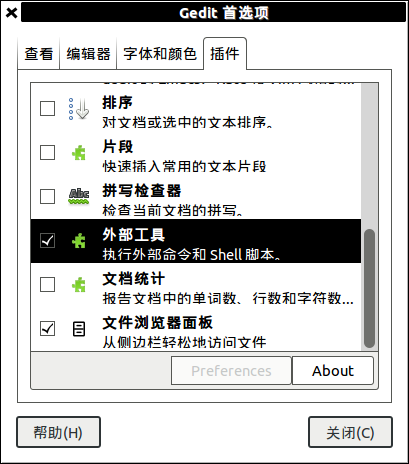 Gedit 首选项
查看 编辑器 字体和颜色 插件
排序
对文档或选中的文本排序。
片段
快速插入常用的文本片段
Abc 拼写检查器
检查当前文档的拼写。
外部工具
执行外部命令和 Shell 脚本。
文档统计
报告文档中的单词数、行数和字符数...
文件浏览器面板
从侧边栏轻松地访问文件
Preferences About
帮助(H) 关闭(C)